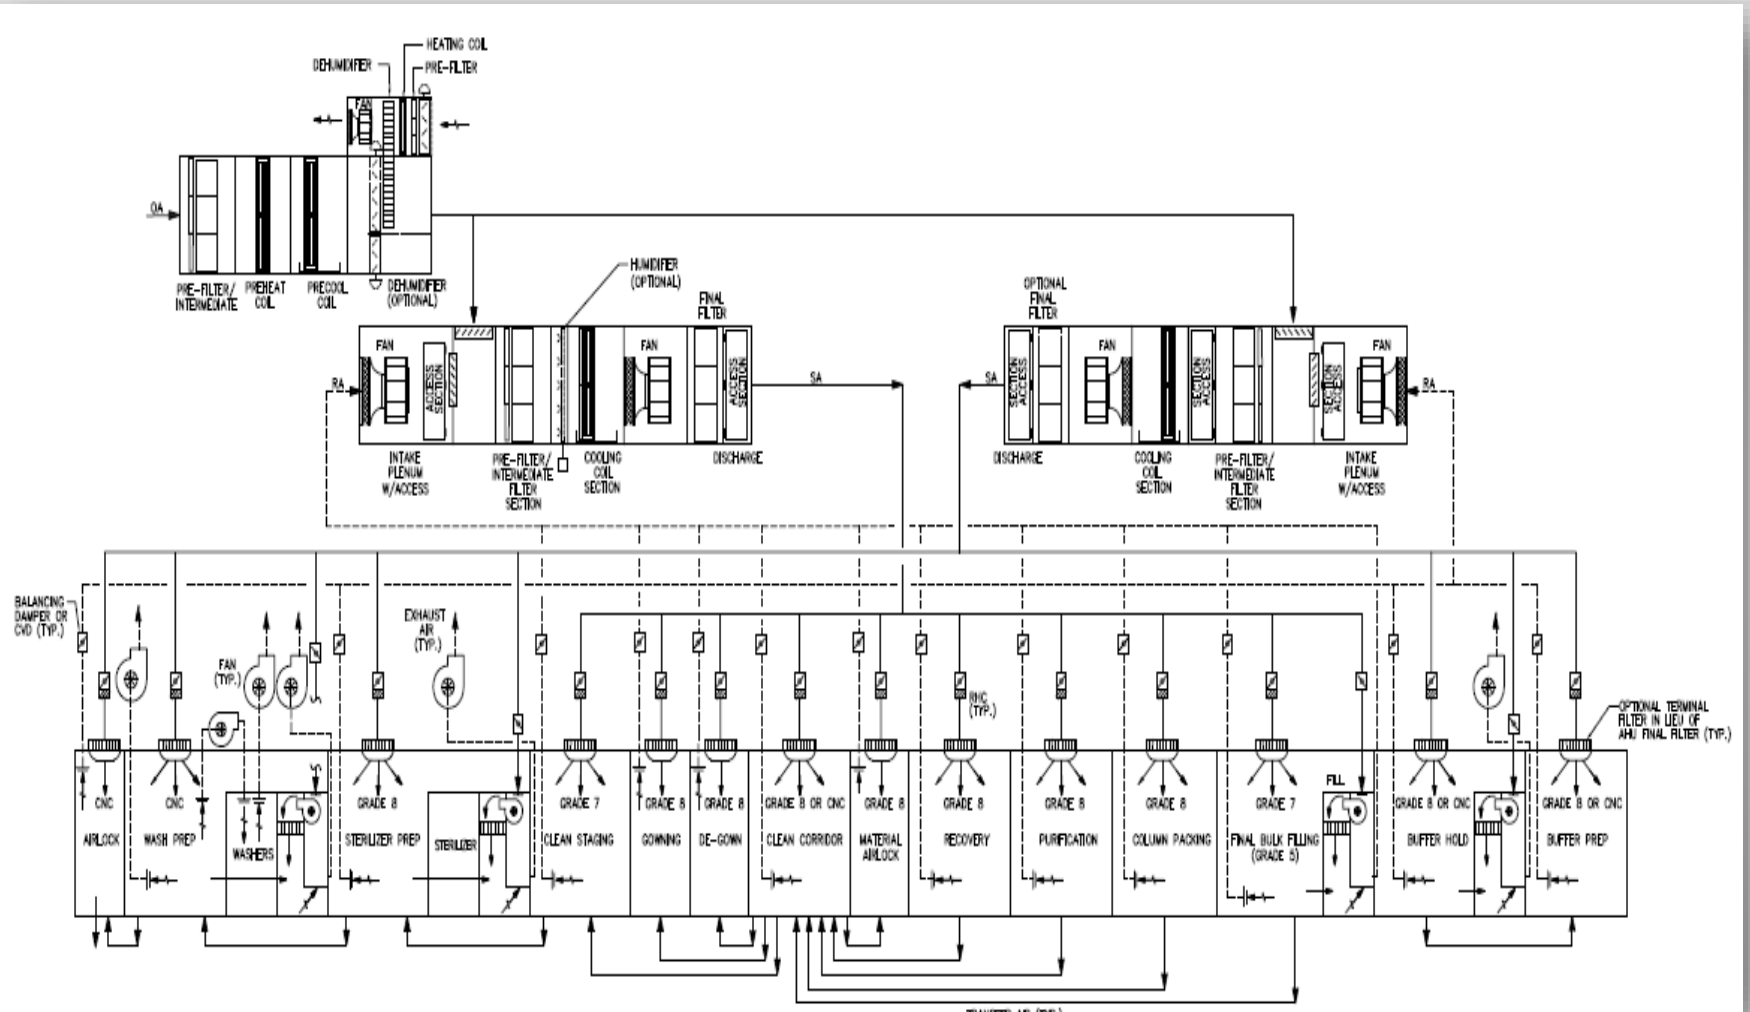 HEATING COIL
DEHUMIDIFIER
PRE-FILTER
FAN
OA
PRE-FILTER/
INTERMEDIATE
PREHEAT
COIL
PRECOOL
COIL
DEHUMIDIFIER
(OPTIONAL)
HUMIDIFIER
(OPTIONAL)
FINAL
FILTER
OPTIONAL
FINAL
FILTER
FAN
ACCESS
SECTION
FAN
ACCESS
SECTION
RA
SA
SA
SECTION
ACCESS
FAN
SECTION
ACCESS
SECTION
ACCESS
FAN
RA
INTAKE
PLENUM
W/ACCESS
PRE-FILTER/
INTERMEDIATE
FILTER
SECTION
COOLING
COIL
SECTION
DISCHARGE
DISCHARGE
COOLING
COIL
SECTION
PRE-FILTER/
INTERMEDIATE
FILTER
SECTION
INTAKE
PLENUM
W/ACCESS
BALANCING
DAMPER OR
CVD (TYP.)
FAN
(TYP.)
EXHAUST
AIR
(TYP.)
RHC
(TYP.)
OPTIONAL TERMINAL
FILTER IN LIEU OF
AHU FINAL FILTER (TYP.)
CNC
AIRLOCK
CNC
WASH PREP
WASHERS
GRADE 8
STERILIZER PREP
STERILIZER
GRADE 7
CLEAN STAGING
GRADE 8
GOWNING
GRADE 8
DE-GOWN
GRADE 8 OR CNC
CLEAN CORRIDOR
GRADE 8
MATERIAL
AIRLOCK
GRADE 8
RECOVERY
GRADE 8
PURIFICATION
GRADE 8
COLUMN PACKING
GRADE 7
FINAL BULK FILLING
(GRADE 5)
FILL
GRADE 8 OR CNC
BUFFER HOLD
GRADE 8 OR CNC
BUFFER PREP